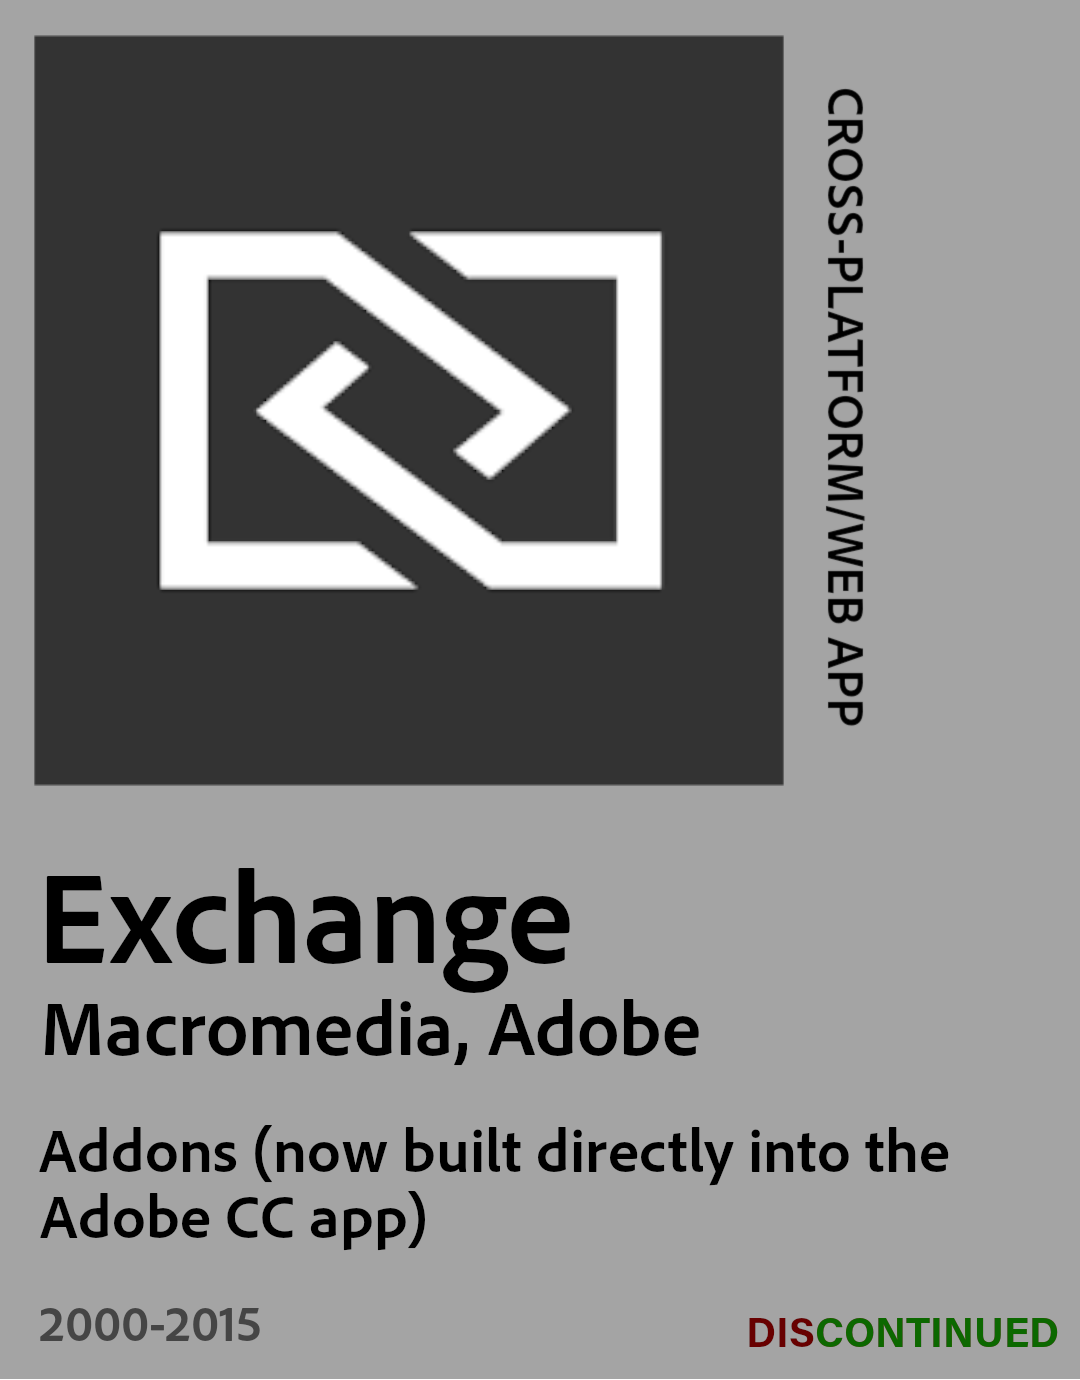 CROSS-PLATFORM/WEB APP
Exchange
Macromedia, Adobe
Addons (now built directly into the
Adobe CC app)
2000-2015
DISCONTINUED